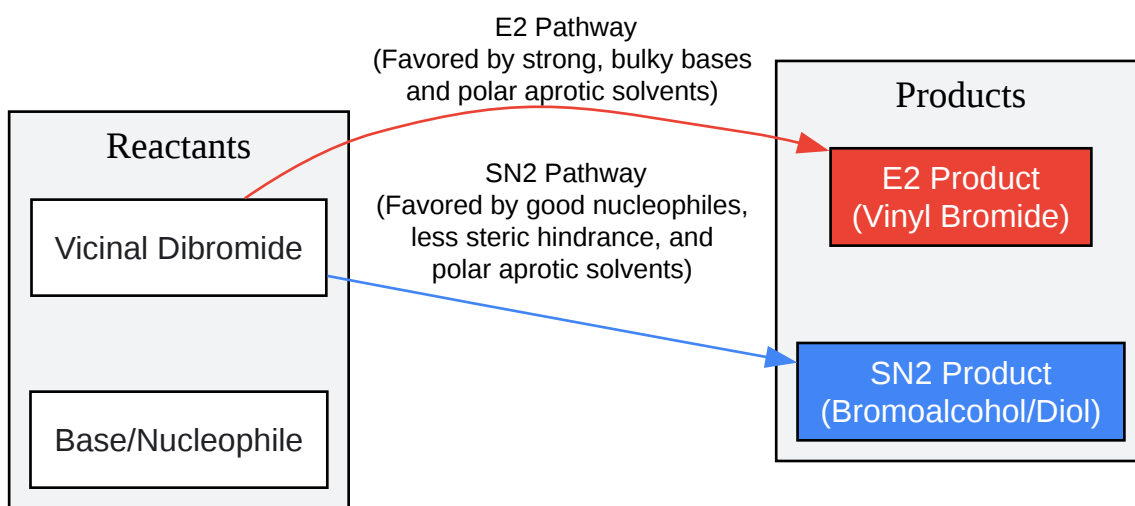 E2 Pathway
(Favored by strong, bulky bases
and polar aprotic solvents)
Reactants
Vicinal Dibromide
Base/Nucleophile
SN2 Pathway
(Favored by good nucleophiles,
less steric hindrance, and
polar aprotic solvents)
Products
E2 Product
(Vinyl Bromide)
SN2 Product
(Bromoalcohol/Diol)